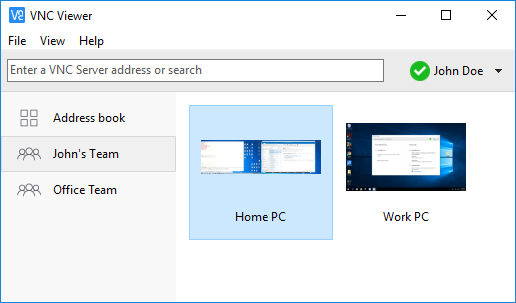 VNC Viewer
File View Help
Enter a VNC Server address or search
John Doe
Address book
John's Team
Office Team
Home PC
Work PC